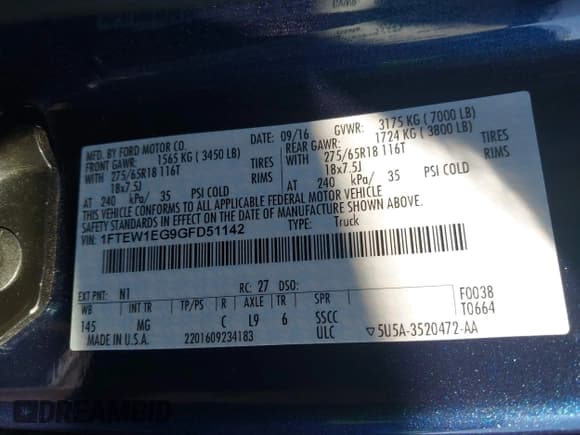 MFD. BY FORD MOTOR CO.
DATE: 09/16 GVWR: 3175 KG ( 7000 LB)
FRONT GAWR: 1565 KG ( 3450 LB)
REAR GAWR: 1724 KG ( 3800 LB)
WITH 275/65R18 116T TIRES
WITH 275/65R18 116T TIRES
18x7.5J RIMS
18x7.5J RIMS
AT 240 kPa/ 35 PSI COLD
AT 240 kPa/ 35 PSI COLD
THIS VEHICLE CONFORMS TO ALL APPLICABLE FEDERAL MOTOR VEHICLE
SAFETY STANDARDS IN EFFECT ON THE DATE OF MANUFACTURE SHOWN ABOVE.
VIN: 1FTEW1EG9GFD51142 TYPE: Truck
EXT PNT: N1 RC: 27 DSO:
WB INT TR TP/PS R AXLE TR SPR
F0038
T0664
145 MG C L9 6 SSCC
MADE IN U.S.A. 2201609234183 ULC ▽5U5A-3520472-AA
DREAMBID